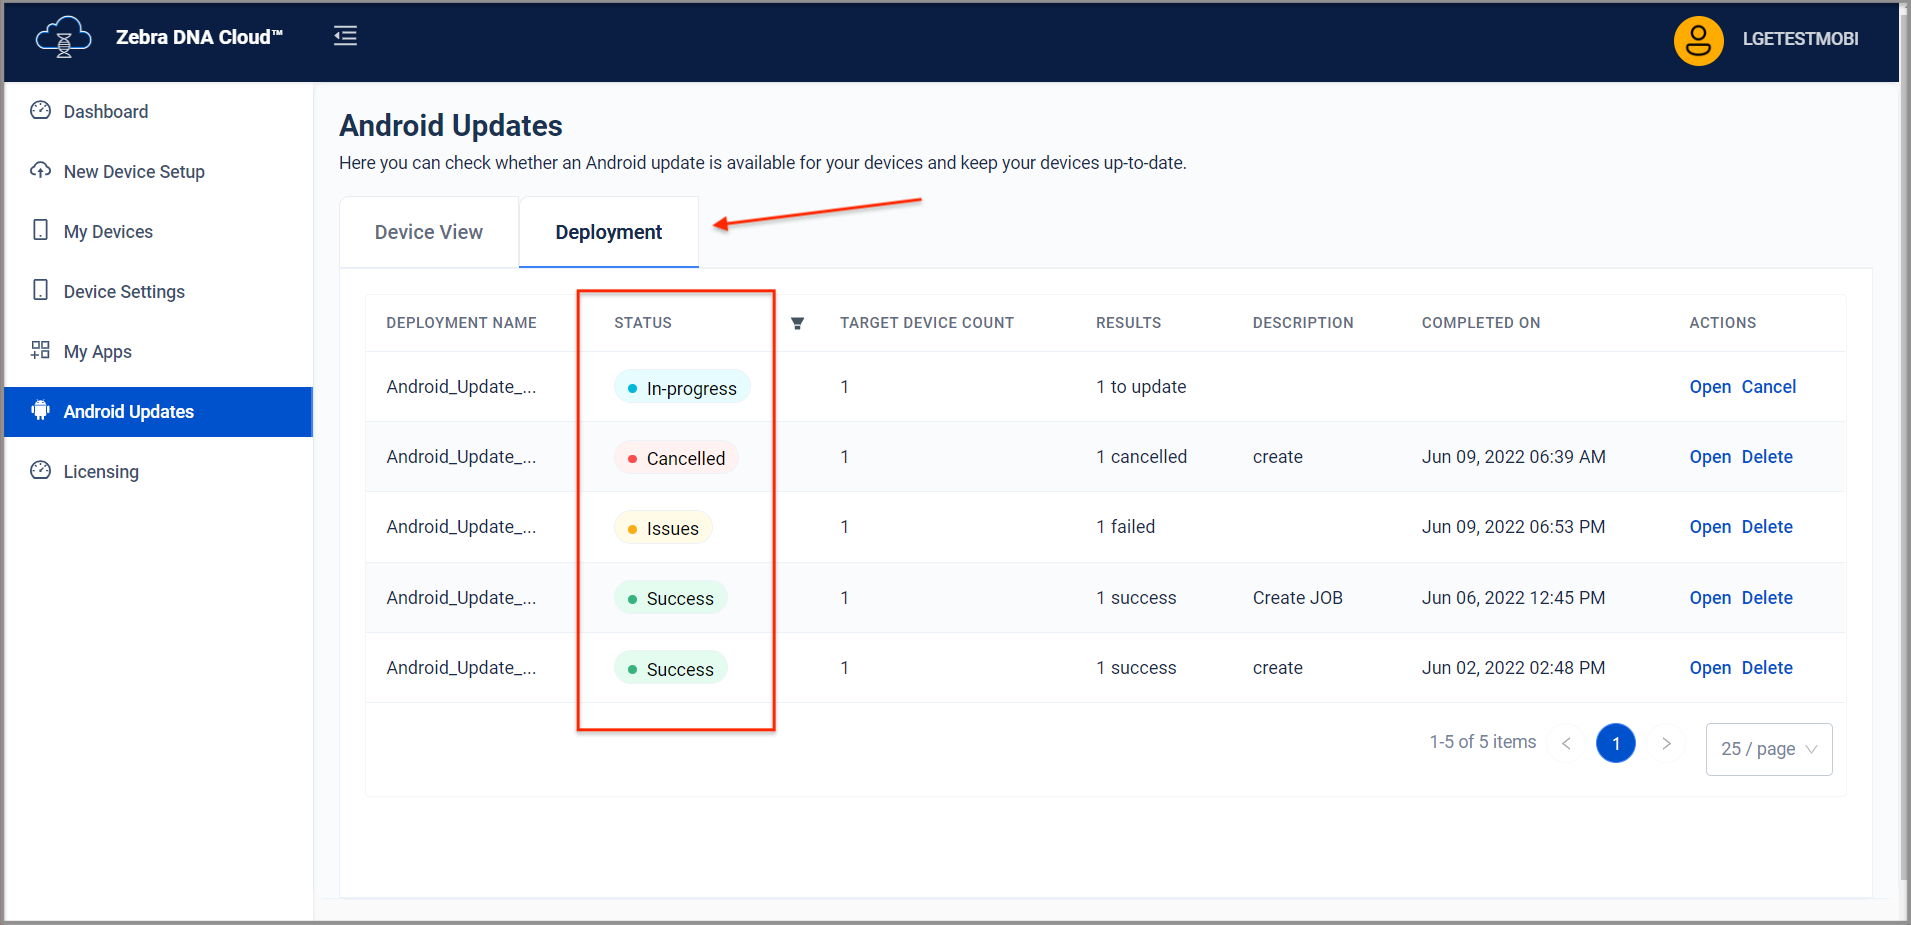 Zebra DNA Cloud™
LGETESTMOBI
Dashboard
New Device Setup
My Devices
Device Settings
My Apps
Android Updates
Licensing
Android Updates
Here you can check whether an Android update is available for your devices and keep your devices up-to-date.
Device View Deployment
DEPLOYMENT NAME STATUS TARGET DEVICE COUNT RESULTS DESCRIPTION COMPLETED ON ACTIONS
Android_Update_... In-progress 1 1 to update Open Cancel
Android_Update_... Cancelled 1 1 cancelled create Jun 09, 2022 06:39 AM Open Delete
Android_Update_... Issues 1 1 failed Jun 09, 2022 06:53 PM Open Delete
Android_Update_... Success 1 1 success Create JOB Jun 06, 2022 12:45 PM Open Delete
Android_Update_... Success 1 1 success create Jun 02, 2022 02:48 PM Open Delete
1-5 of 5 items < 1 > 25 / page